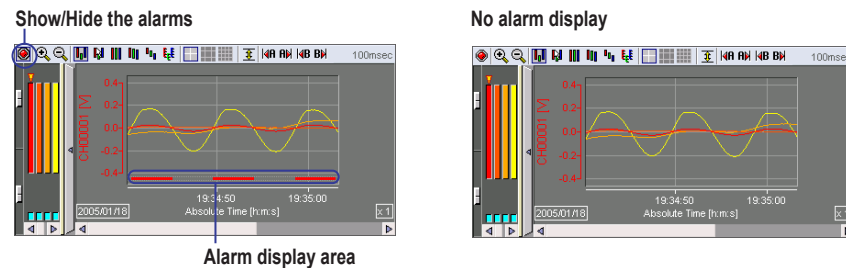 Show/Hide the alarms
No alarm display
100msec
CH00001 [V]
0.4
0.2
0.0
-0.2
-0.4
19:34:50
19:35:00
2005/01/18
Absolute Time [h:m:s]
x 1
Alarm display area
100mse
CH00001 [V]
0.4
0.2
0.0
-0.2
-0.4
19:34:50
19:35:00
2005/01/18
Absolute Time [h:m:s]
x 1